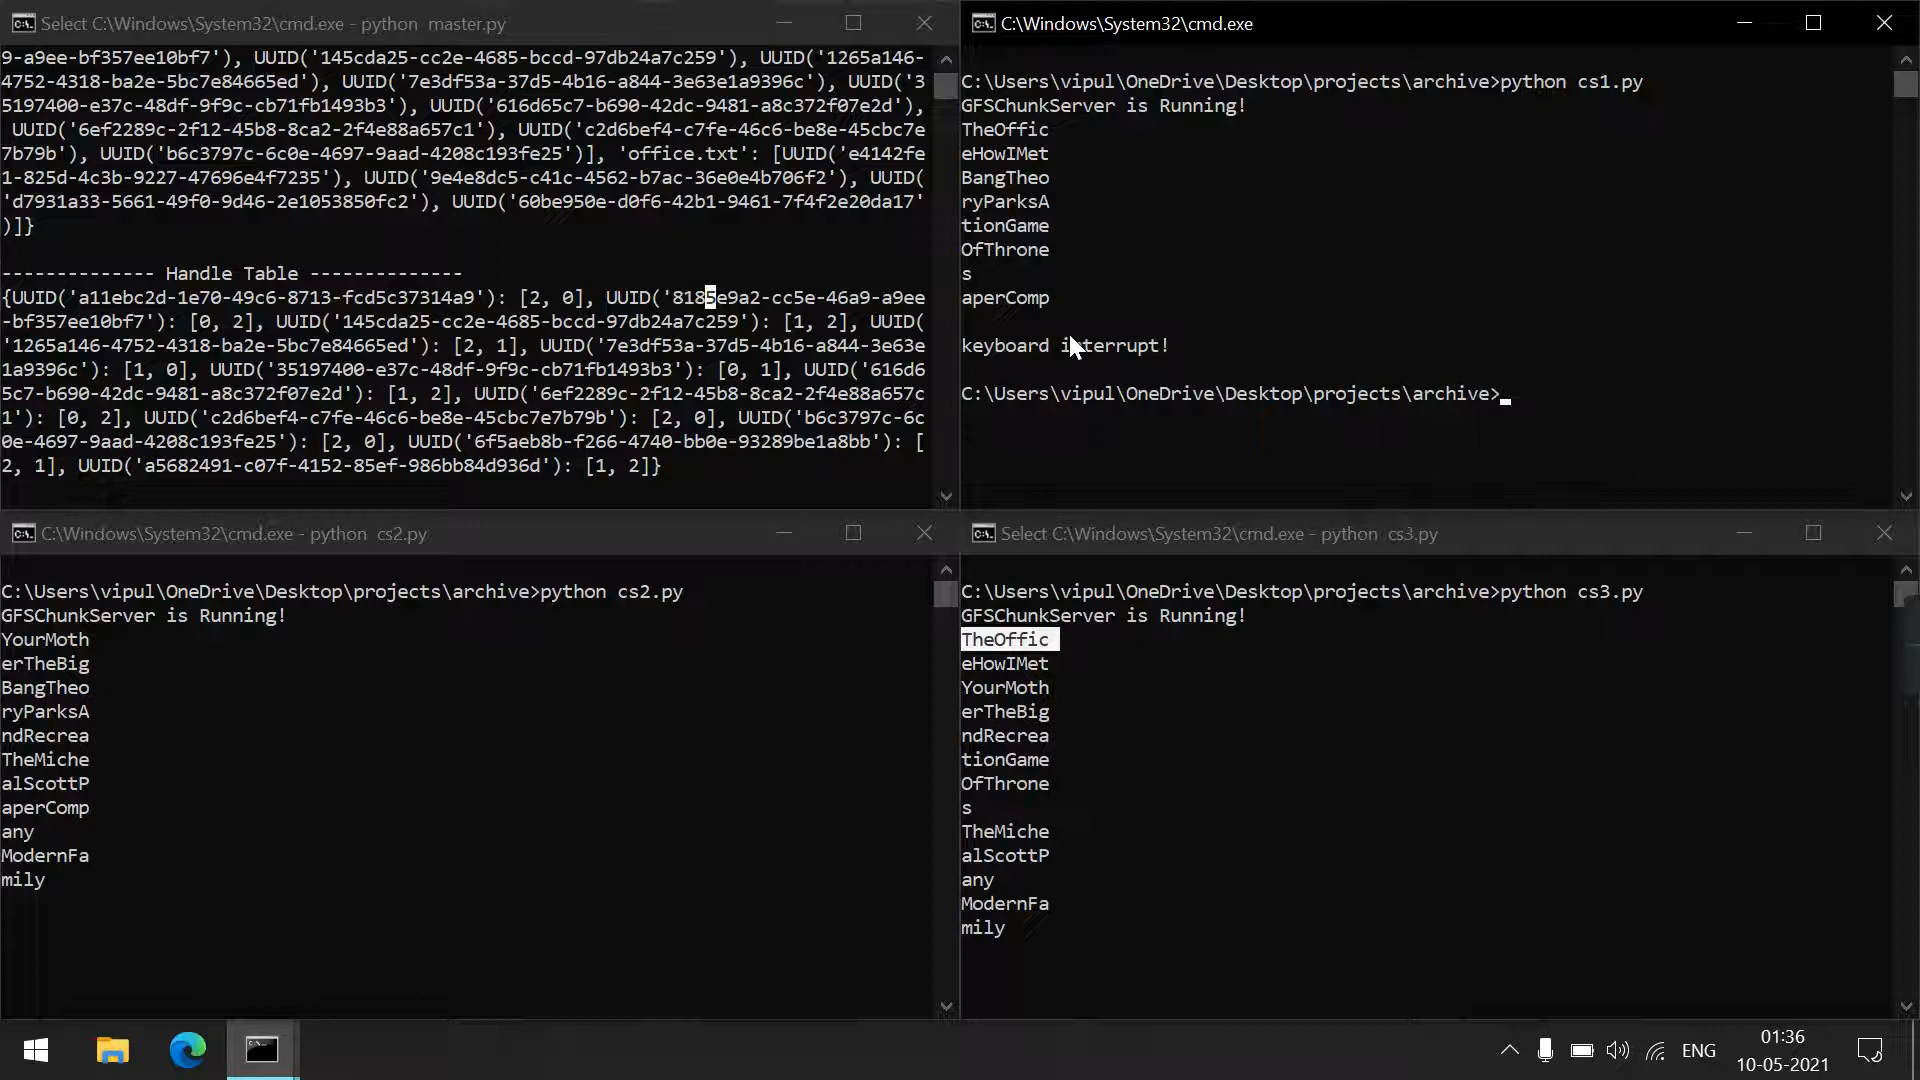 Select C:\Windows\System32\cmd.exe - python  master.py
9-a9ee-bf357ee10bf7'), UUID('145cda25-cc2e-4685-bccd-97db24a7c259'), UUID('1265a146-
4752-4318-ba2e-5bc7e84665ed'), UUID('7e3df53a-37d5-4b16-a844-3e63e1a9396c'), UUID('3
5197400-e37c-48df-9f9c-cb71fb1493b3'), UUID('616d65c7-b690-42dc-9481-a8c372f07e2d'),
 UUID('6ef2289c-2f12-45b8-8ca2-2f4e88a657c1'), UUID('c2d6bef4-c7fe-46c6-be8e-45cbc7e
7b79b'), UUID('b6c3797c-6c0e-4697-9aad-4208c193fe25')], 'office.txt': [UUID('e4142fe
1-825d-4c3b-9227-47696e4f7235'), UUID('9e4e8dc5-c41c-4562-b7ac-36e0e4b706f2'), UUID(
'd7931a33-5661-49f0-9d46-2e1053850fc2'), UUID('60be950e-d0f6-42b1-9461-7f4f2e20da17'
)]}
-------------- Handle Table --------------
{UUID('a11ebc2d-1e70-49c6-8713-fcd5c37314a9'): [2, 0], UUID('8185e9a2-cc5e-46a9-a9ee
-bf357ee10bf7'): [0, 2], UUID('145cda25-cc2e-4685-bccd-97db24a7c259'): [1, 2], UUID(
'1265a146-4752-4318-ba2e-5bc7e84665ed'): [2, 1], UUID('7e3df53a-37d5-4b16-a844-3e63e
1a9396c'): [1, 0], UUID('35197400-e37c-48df-9f9c-cb71fb1493b3'): [0, 1], UUID('616d6
5c7-b690-42dc-9481-a8c372f07e2d'): [1, 2], UUID('6ef2289c-2f12-45b8-8ca2-2f4e88a657c
1'): [0, 2], UUID('c2d6bef4-c7fe-46c6-be8e-45cbc7e7b79b'): [2, 0], UUID('b6c3797c-6c
0e-4697-9aad-4208c193fe25'): [2, 0], UUID('6f5aeb8b-f266-4740-bb0e-93289be1a8bb'): [
2, 1], UUID('a5682491-c07f-4152-85ef-986bb84d936d'): [1, 2]}
C:\Windows\System32\cmd.exe
C:\Users\vipul\OneDrive\Desktop\projects\archive>python cs1.py
GFSChunkServer is Running!
TheOffic
eHowIMet
BangTheo
ryParksA
tionGame
OfThrone
s
aperComp
keyboard interrupt!
C:\Users\vipul\OneDrive\Desktop\projects\archive>
C:\Windows\System32\cmd.exe - python  cs2.py
C:\Users\vipul\OneDrive\Desktop\projects\archive>python cs2.py
GFSChunkServer is Running!
YourMoth
erTheBig
BangTheo
ryParksA
ndRecrea
TheMiche
alScottP
aperComp
any
ModernFa
mily
Select C:\Windows\System32\cmd.exe - python  cs3.py
C:\Users\vipul\OneDrive\Desktop\projects\archive>python cs3.py
GFSChunkServer is Running!
TheOffic
eHowIMet
YourMoth
erTheBig
ndRecrea
tionGame
OfThrone
s
TheMiche
alScottP
any
ModernFa
mily
ENG
01:36
10-05-2021